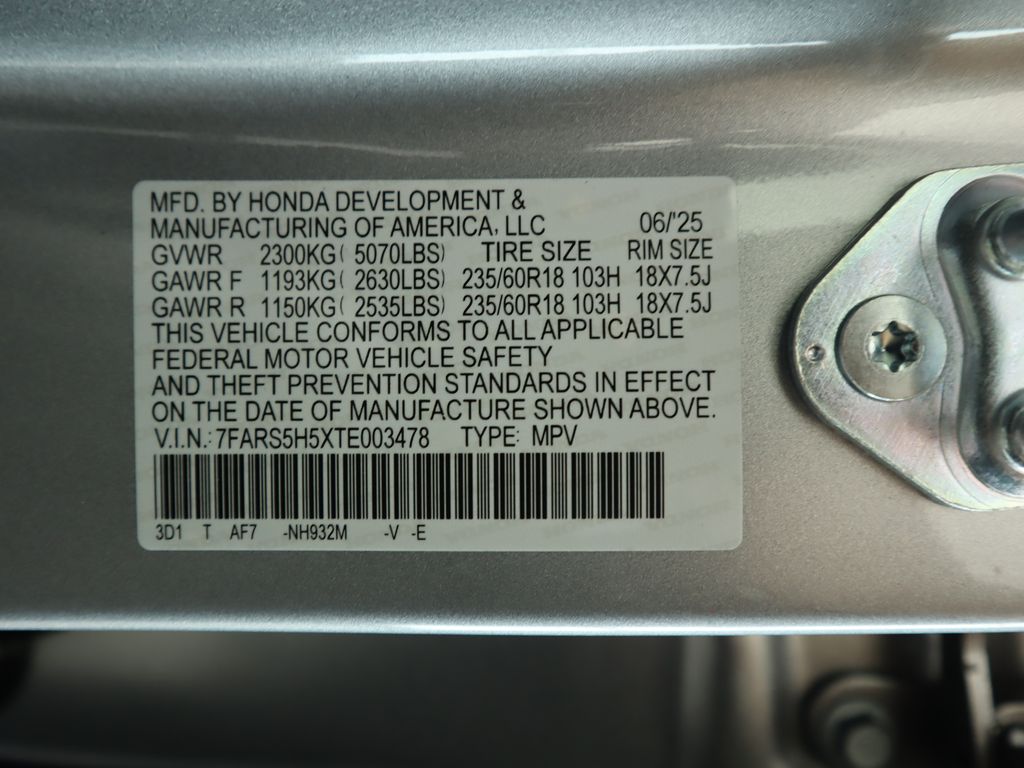 MFD. BY HONDA DEVELOPMENT &
MANUFACTURING OF AMERICA, LLC 06/'25
GVWR 2300KG( 5070LBS) TIRE SIZE RIM SIZE
GAWR F 1193KG( 2630LBS) 235/60R18 103H 18X7.5J
GAWR R 1150KG( 2535LBS) 235/60R18 103H 18X7.5J
THIS VEHICLE CONFORMS TO ALL APPLICABLE
FEDERAL MOTOR VEHICLE SAFETY
AND THEFT PREVENTION STANDARDS IN EFFECT
ON THE DATE OF MANUFACTURE SHOWN ABOVE.
V.I.N.: 7FARS5H5XTE003478 TYPE: MPV
3D1 T AF7 -NH932M -V -E